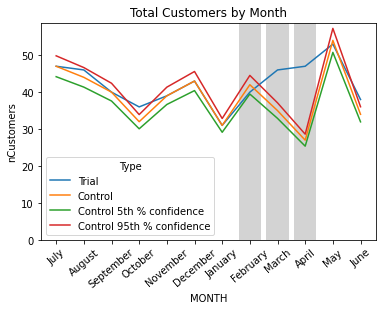 Total Customers by Month
nCustomers
50
40
30
20
10
0
Type
Trial
Control
Control 5th % confidence
Control 95th % confidence
July
August
September
October
November
December
January
February
March
April
May
June
MONTH